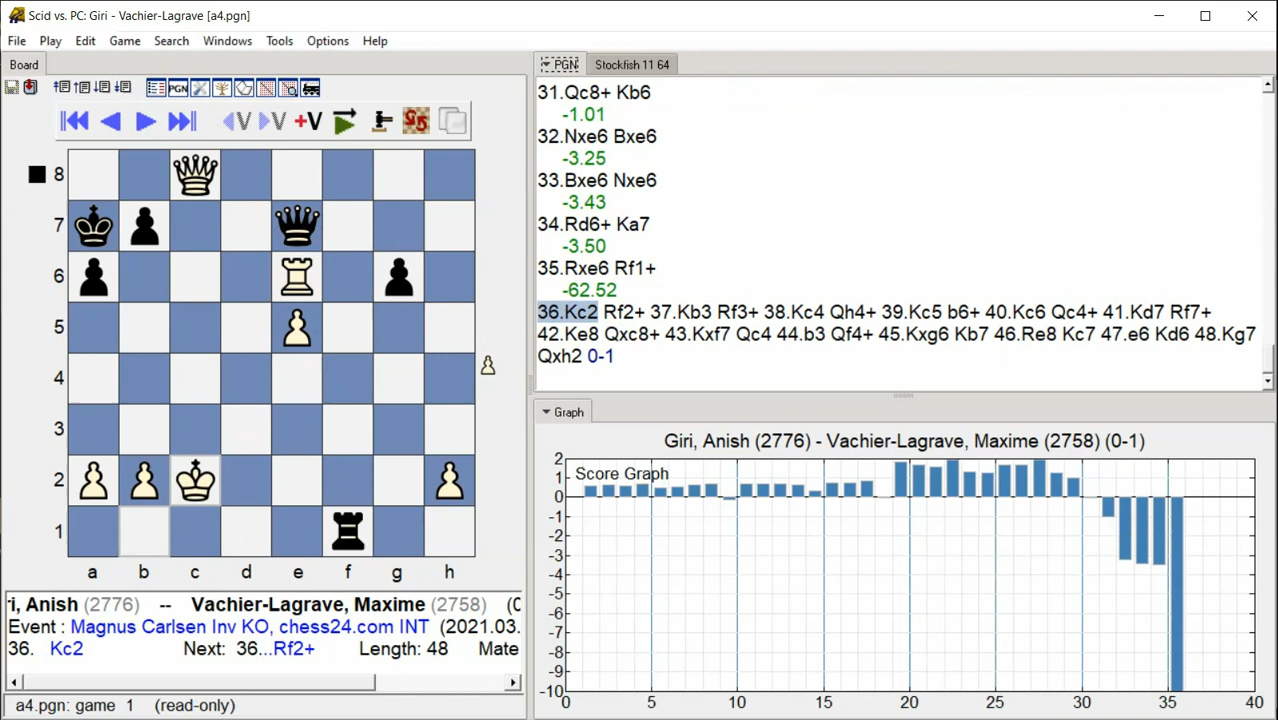 Scid vs. PC: Giri - Vachier-Lagrave [a4.pgn]
File Play Edit Game Search Windows Tools Options Help
Board
PGN
V V +V
8
7
6
5
4
3
2
1
a b c d e f g h
ri, Anish (2776) -- Vachier-Lagrave, Maxime (2758) (0
Event : Magnus Carlsen Inv KO, chess24.com INT (2021.03.
36. Kc2 Next: 36...Rf2+ Length: 48 Mate
a4.pgn: game 1 (read-only)
PGN Stockfish 11 64
31.Qc8+ Kb6
-1.01
32.Nxe6 Bxe6
-3.25
33.Bxe6 Nxe6
-3.43
34.Rd6+ Ka7
-3.50
35.Rxe6 Rf1+
-62.52
36.Kc2 Rf2+ 37.Kb3 Rf3+ 38.Kc4 Qh4+ 39.Kc5 b6+ 40.Kc6 Qc4+ 41.Kd7 Rf7+
42.Ke8 Qxc8+ 43.Kxf7 Qc4 44.b3 Qf4+ 45.Kxg6 Kb7 46.Re8 Kc7 47.e6 Kd6 48.Kg7
Qxh2 0-1
Graph
Giri, Anish (2776) - Vachier-Lagrave, Maxime (2758) (0-1)
Score Graph
2
1
0
-1
-2
-3
-4
-5
-6
-7
-8
-9
-10
0 5 10 15 20 25 30 35 40